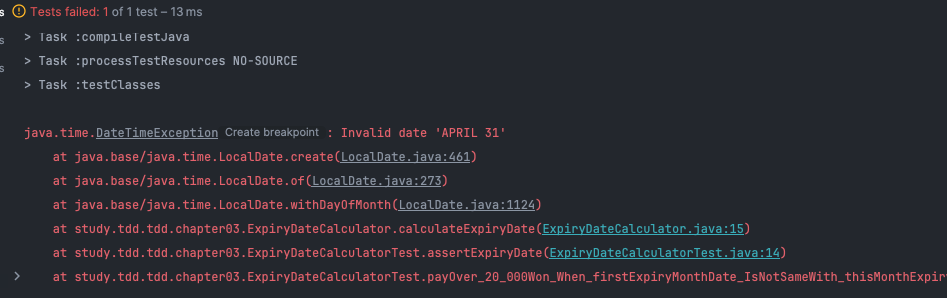 s Tests failed: 1 of 1 test – 13 ms
s > Task :compileTestJava
> Task :processTestResources NO-SOURCE
s
> Task :testClasses
java.time.DateTimeException Create breakpoint : Invalid date 'APRIL 31'
at java.base/java.time.LocalDate.create(LocalDate.java:461)
at java.base/java.time.LocalDate.of(LocalDate.java:273)
at java.base/java.time.LocalDate.withDayOfMonth(LocalDate.java:1124)
at study.tdd.tdd.chapter03.ExpiryDateCalculator.calculateExpiryDate(ExpiryDateCalculator.java:15)
at study.tdd.tdd.chapter03.ExpiryDateCalculatorTest.assertExpiryDate(ExpiryDateCalculatorTest.java:14)
at study.tdd.tdd.chapter03.ExpiryDateCalculatorTest.payOver_20_000Won_When_firstExpiryMonthDate_IsNotSameWith_thisMonthExpir